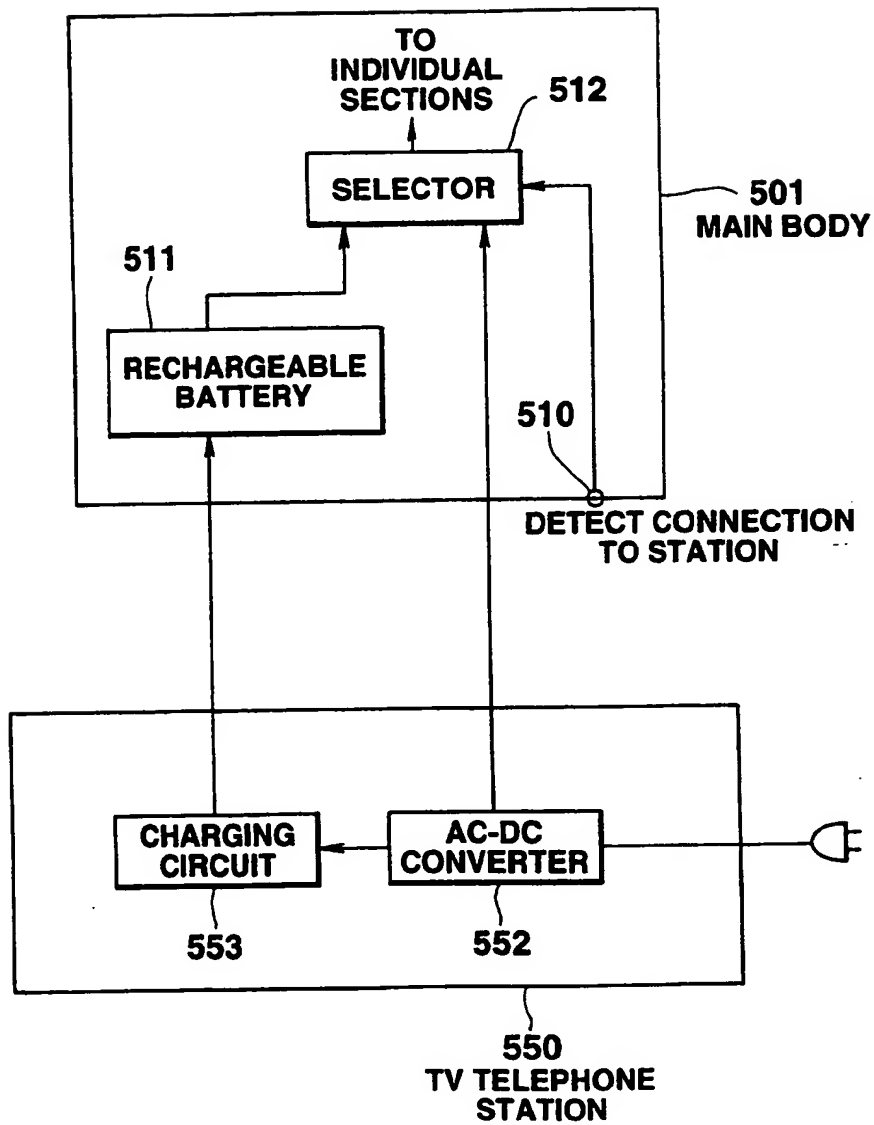 TO
INDIVIDUAL
SECTIONS
512
SELECTOR
501
MAIN BODY
511
RECHARGEABLE
BATTERY
510
DETECT CONNECTION
TO STATION
CHARGING
CIRCUIT
AC-DC
CONVERTER
553
552
550
TV TELEPHONE
STATION